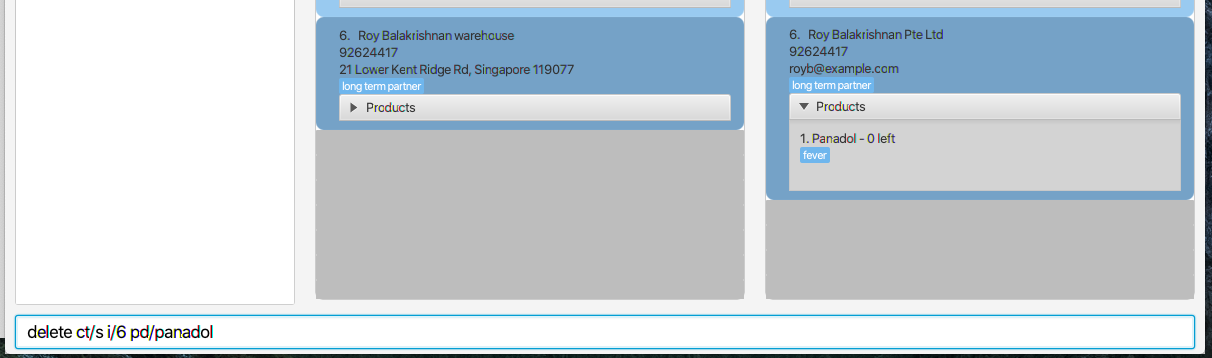 6. Roy Balakrishnan warehouse
92624417
21 Lower Kent Ridge Rd, Singapore 119077
long term partner
Products
6. Roy Balakrishnan Pte Ltd
92624417
royb@example.com
long term partner
Products
1. Panadol - 0 left
fever
delete ct/s i/6 pd/panadol